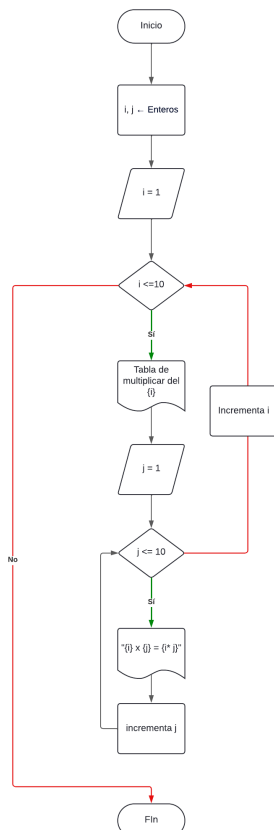 Inicio
i, j ← Enteros
i = 1
i <=10
Sí
Tabla de
multiplicar del
{i}
Incrementa i
j = 1
j <= 10
No
Sí
"{i} x {j} = {i* j}"
incrementa j
FIn